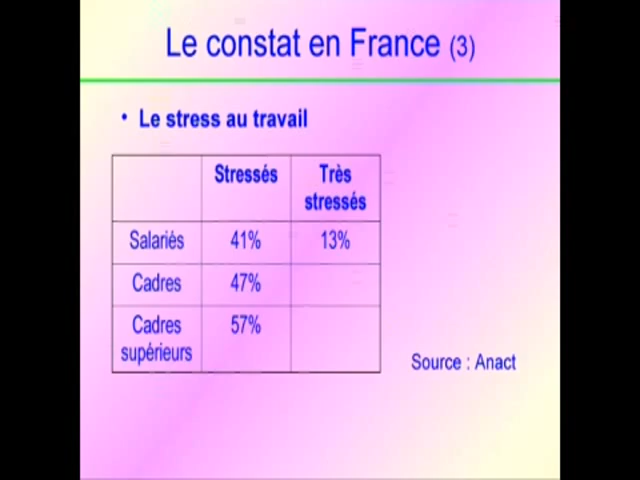 Le constat en France (3)
• Le stress au travail
Stressés Très stressés
Salariés 41% 13%
Cadres 47%
Cadres supérieurs 57%
Source : Anact